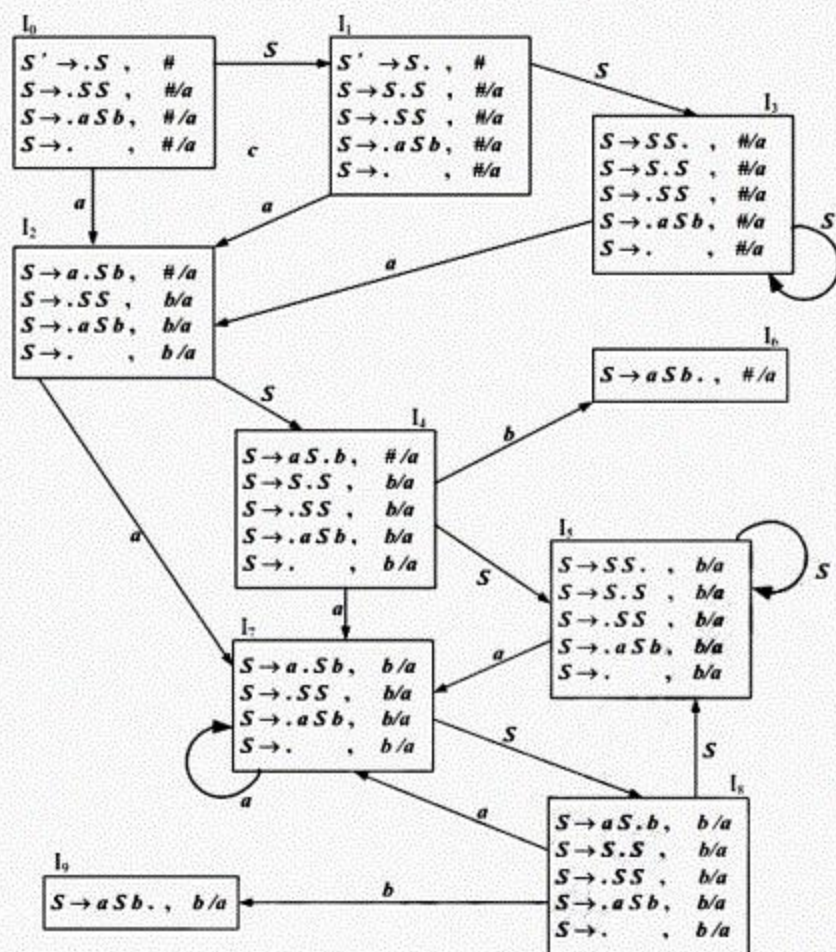 I₀
S' → .S , #
S → .SS , #/a
S → .aSb, #/a
S → . , #/a
S
I₁
S' → S. , #
S → S.S , #/a
S → .SS , #/a
S → .aSb, #/a
S → . , #/a
S
I₃
S → SS. , #/a
S → S.S , #/a
S → .SS , #/a
S → .aSb, #/a
S → . , #/a
S
c
a
a
a
I₂
S → a.Sb, #/a
S → .SS , b/a
S → .aSb, b/a
S → . , b/a
S
a
I₆
S → aSb. , #/a
b
I₄
S → aS.b, #/a
S → S.S , b/a
S → .SS , b/a
S → .aSb, b/a
S → . , b/a
S
a
I₅
S → SS. , b/a
S → S.S , b/a
S → .SS , b/a
S → .aSb, b/a
S → . , b/a
S
a
I₇
S → a.Sb, b/a
S → .SS , b/a
S → .aSb, b/a
S → . , b/a
a
S
a
S
I₈
S → aS.b, b/a
S → S.S , b/a
S → .SS , b/a
S → .aSb, b/a
S → . , b/a
b
I₉
S → aSb. , b/a